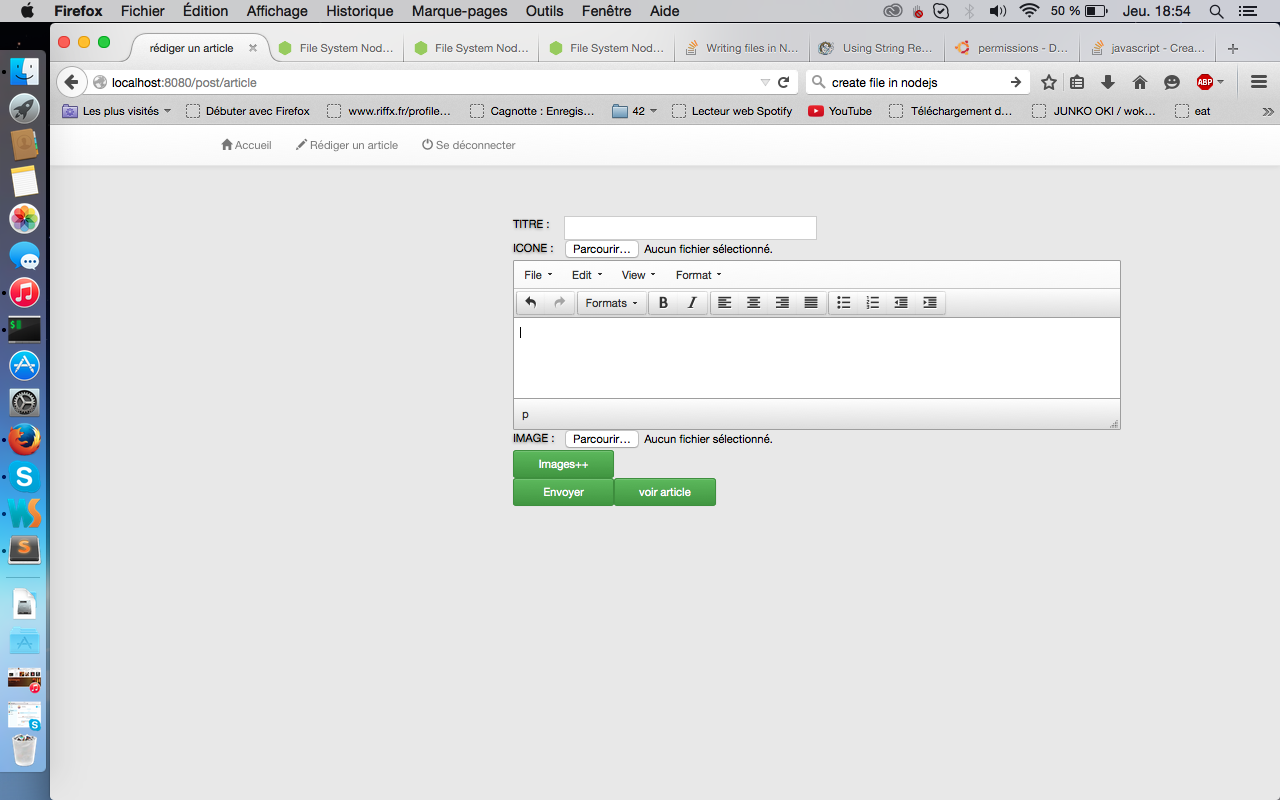 Firefox Fichier Édition Affichage Historique Marque-pages Outils Fenêtre Aide 50 % Jeu. 18:54
rédiger un article File System Nod... File System Nod... File System Nod... Writing files in N... Using String Re... permissions - D... javascript - Crea...
localhost:8080/post/article create file in nodejs ABP
Les plus visités Débuter avec Firefox www.riffx.fr/profile... Cagnotte : Enregis... 42 Lecteur web Spotify YouTube Téléchargement d... JUNKO OKI / wok... eat
Accueil Rédiger un article Se déconnecter
TITRE :
ICONE : Parcourir... Aucun fichier sélectionné.
File Edit View Format
Formats B I
p
IMAGE : Parcourir... Aucun fichier sélectionné.
Images++
Envoyer voir article